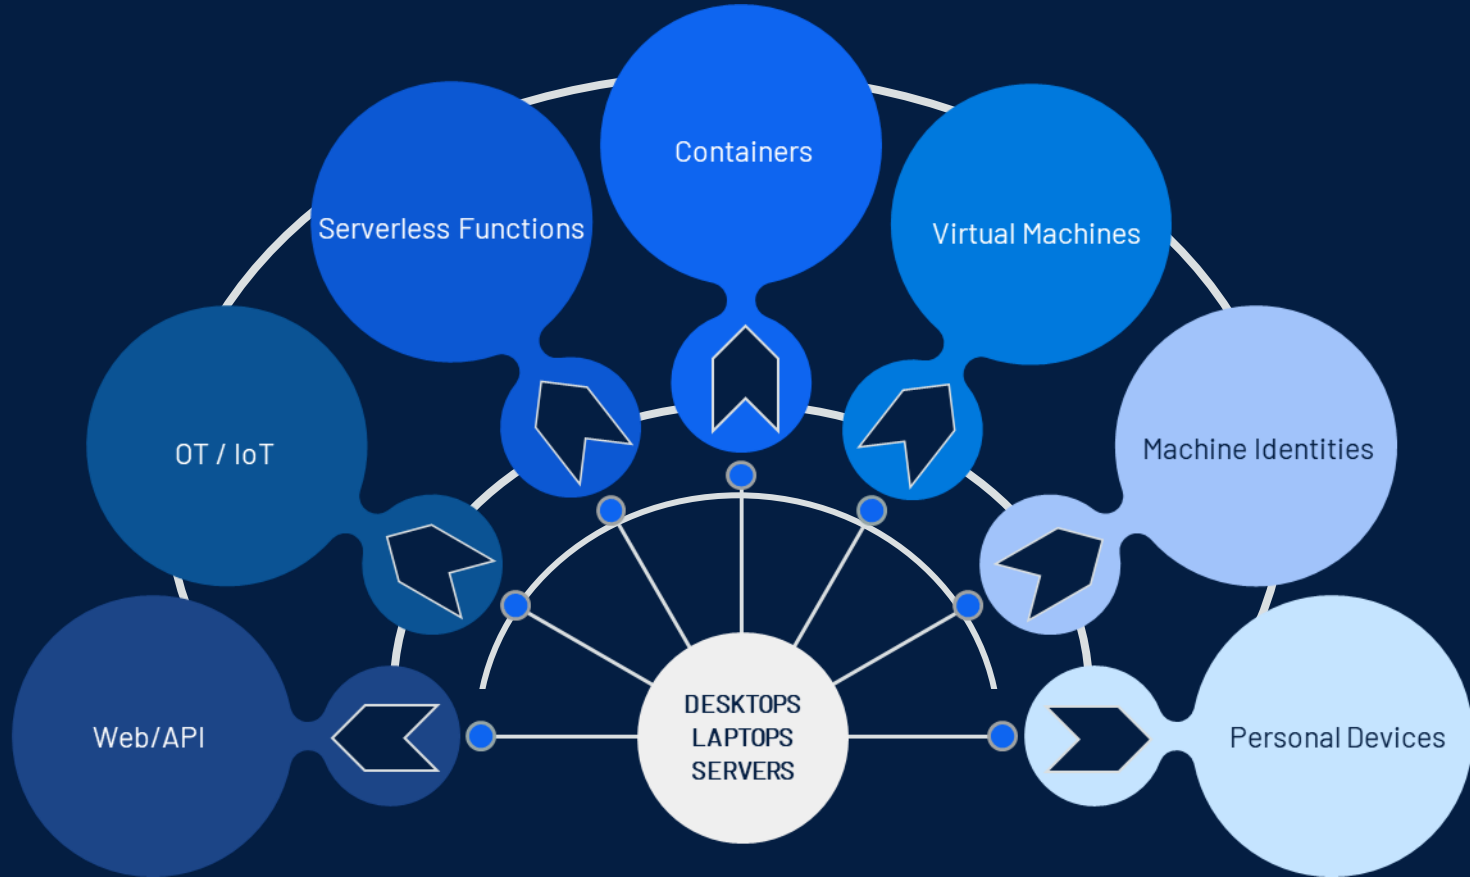 Containers
Serverless Functions
Virtual Machines
OT / IoT
Machine Identities
Web/API
DESKTOPS
LAPTOPS
SERVERS
Personal Devices